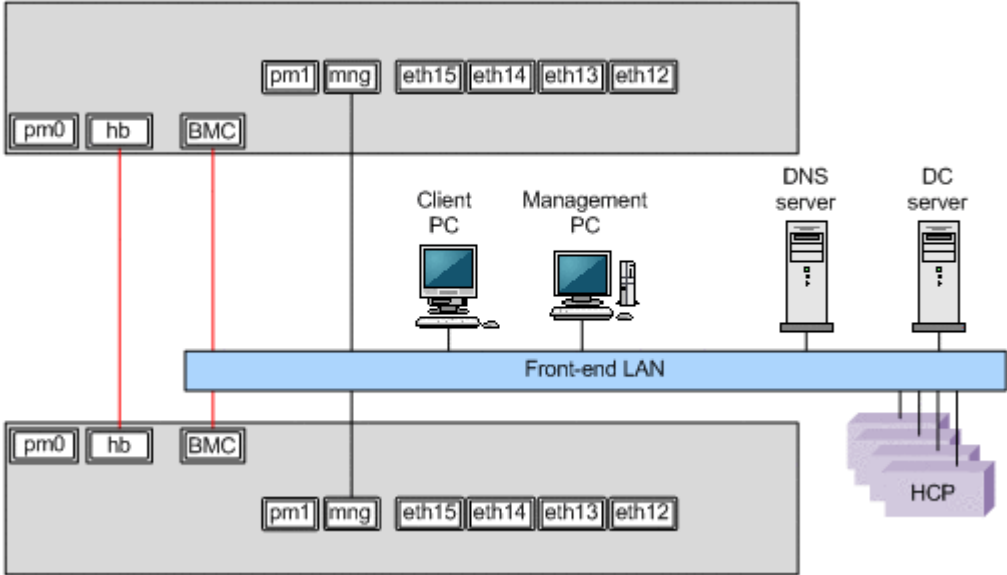 pm1 mng eth15 eth14 eth13 eth12
pm0 hb BMC
Client
PC
Management
PC
DNS
server
DC
server
Front-end LAN
pm0 hb BMC
HCP
pm1 mng eth15 eth14 eth13 eth12